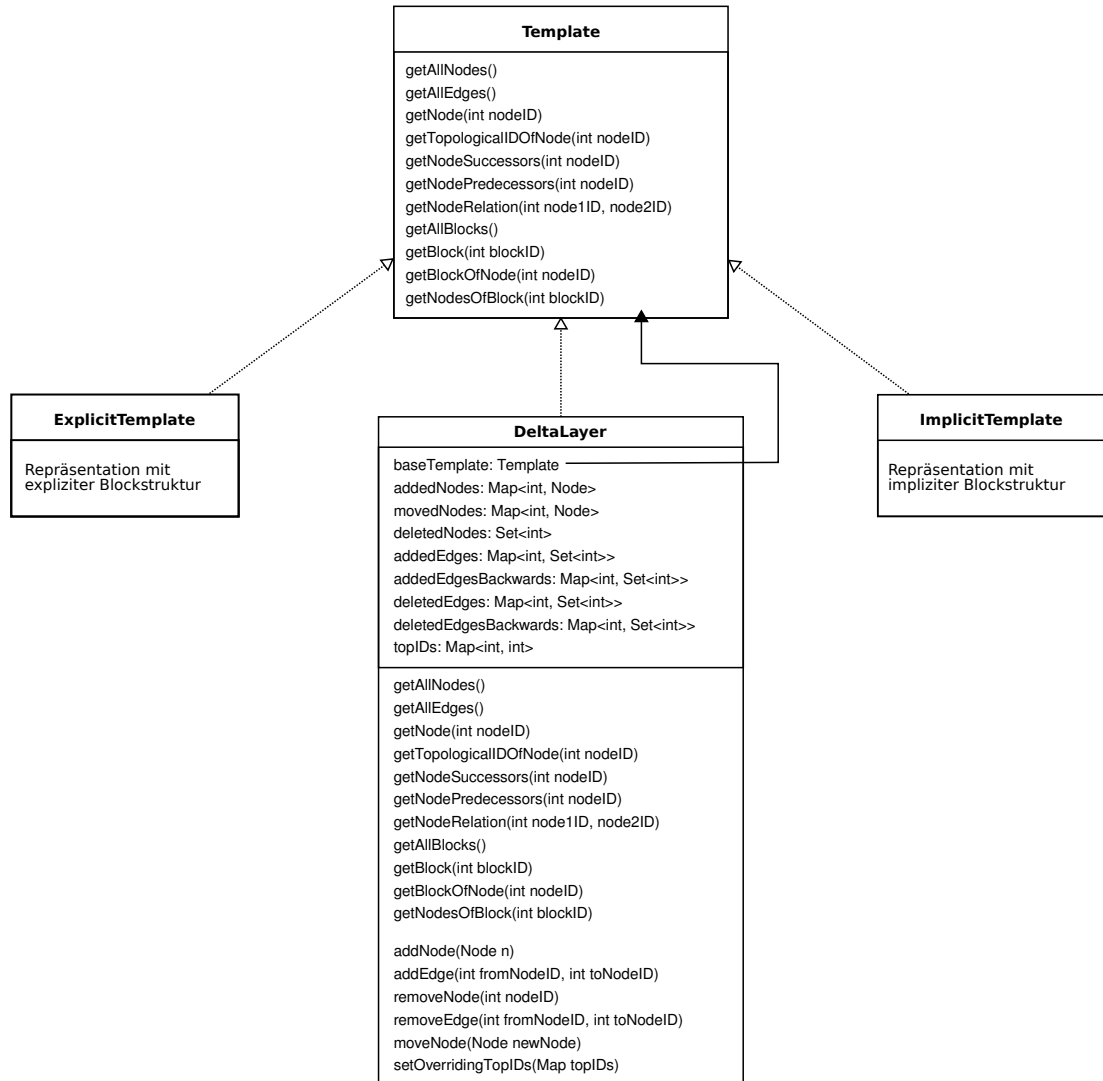 Template
getAllNodes()
getAllEdges()
getNode(int nodeID)
getTopologicalIDOfNode(int nodeID)
getNodeSuccessors(int nodeID)
getNodePredecessors(int nodeID)
getNodeRelation(int node1ID, node2ID)
getAllBlocks()
getBlock(int blockID)
getBlockOfNode(int nodeID)
getNodesOfBlock(int blockID)
ExplicitTemplate
Repräsentation mit
expliziter Blockstruktur
DeltaLayer
baseTemplate: Template
addedNodes: Map<int, Node>
movedNodes: Map<int, Node>
deletedNodes: Set<int>
addedEdges: Map<int, Set<int>>
addedEdgesBackwards: Map<int, Set<int>>
deletedEdges: Map<int, Set<int>>
deletedEdgesBackwards: Map<int, Set<int>>
topIDs: Map<int, int>
getAllNodes()
getAllEdges()
getNode(int nodeID)
getTopologicalIDOfNode(int nodeID)
getNodeSuccessors(int nodeID)
getNodePredecessors(int nodeID)
getNodeRelation(int node1ID, node2ID)
getAllBlocks()
getBlock(int blockID)
getBlockOfNode(int nodeID)
getNodesOfBlock(int blockID)
addNode(Node n)
addEdge(int fromNodeID, int toNodeID)
removeNode(int nodeID)
removeEdge(int fromNodeID, int toNodeID)
moveNode(Node newNode)
setOverridingTopIDs(Map topIDs)
ImplicitTemplate
Repräsentation mit
impliziter Blockstruktur